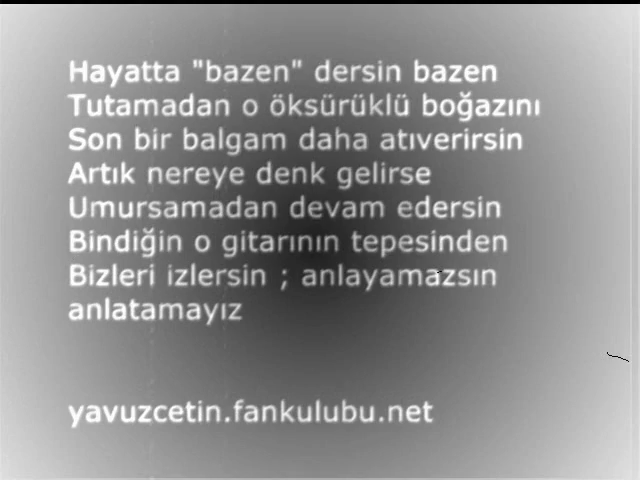 Hayatta "bazen" dersin bazen
Tutamadan o öksürüklü boğazını
Son bir balgam daha atıverirsin
Artık nereye denk gelirse
Umursamadan devam edersin
Bindiğin o gitarının tepesinden
Bizleri izlersin ; anlayamazsın
anlatamayız
yavuzcetin.fankulubu.net